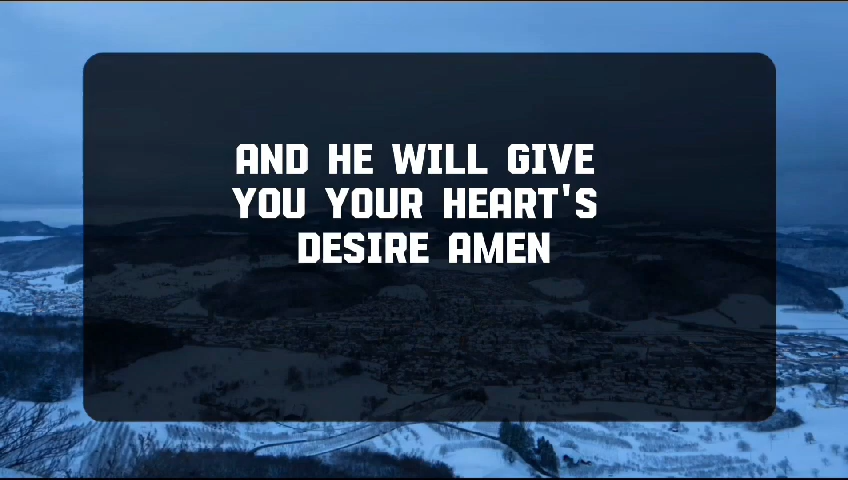 AND HE WILL GIVE
YOU YOUR HEART'S
DESIRE AMEN